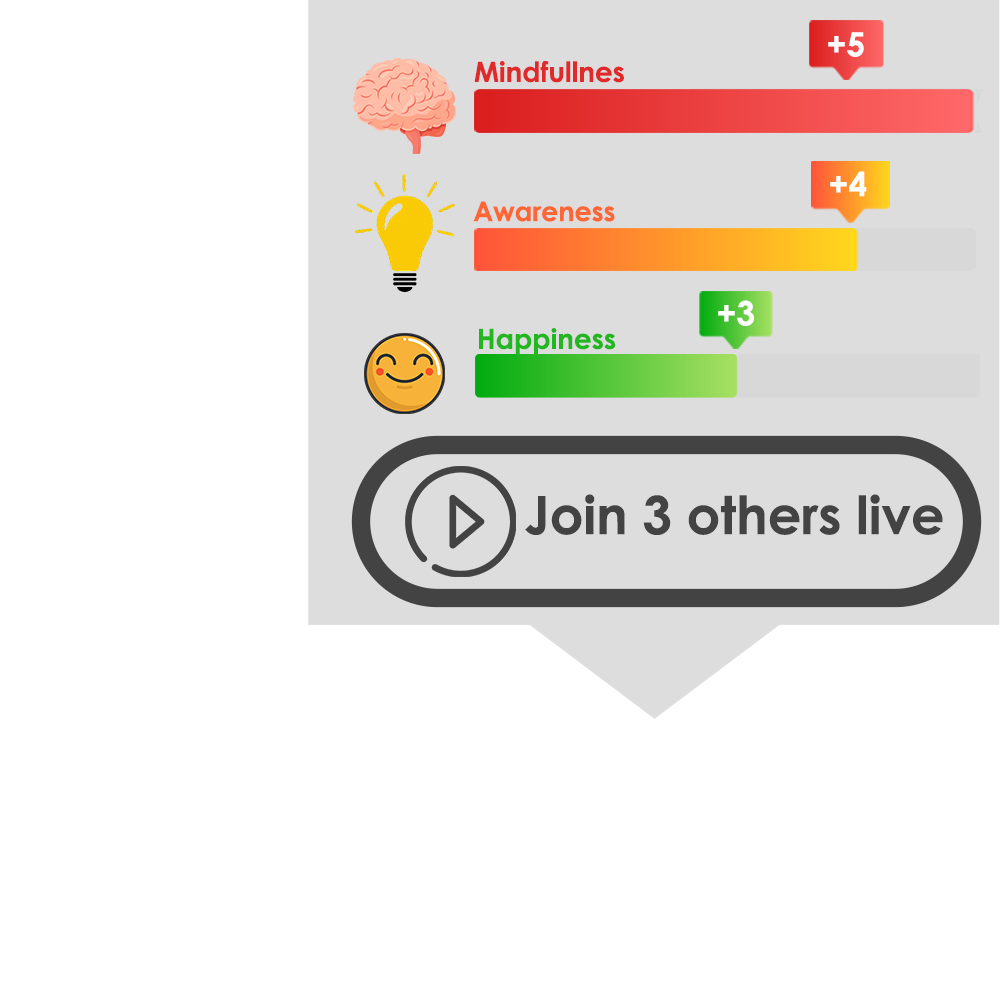 +5
Mindfullnes
+4
Awareness
+3
Happiness
Join 3 others live